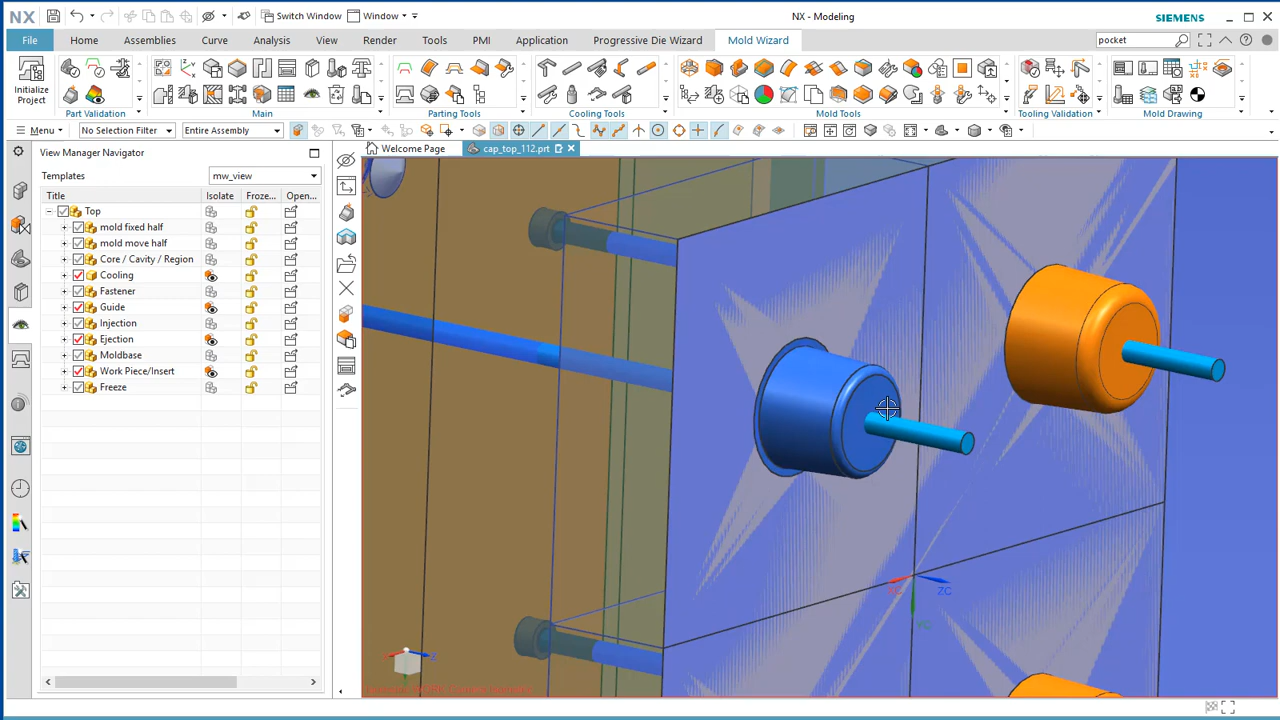 NX
Switch Window
Window
NX - Modeling
SIEMENS
File
Home
Assemblies
Curve
Analysis
View
Render
Tools
PMI
Application
Progressive Die Wizard
Mold Wizard
pocket
Initialize
Project
Part Validation
Main
Parting Tools
Cooling Tools
Mold Tools
Tooling Validation
Mold Drawing
Menu
No Selection Filter
Entire Assembly
View Manager Navigator
Welcome Page
cap_top_112.prt
Templates
mw_view
Title
Isolate
Froze...
Open...
Top
mold fixed half
mold move half
Core / Cavity / Region
Cooling
Fastener
Guide
Injection
Ejection
Moldbase
Work Piece/Insert
Freeze
ZC